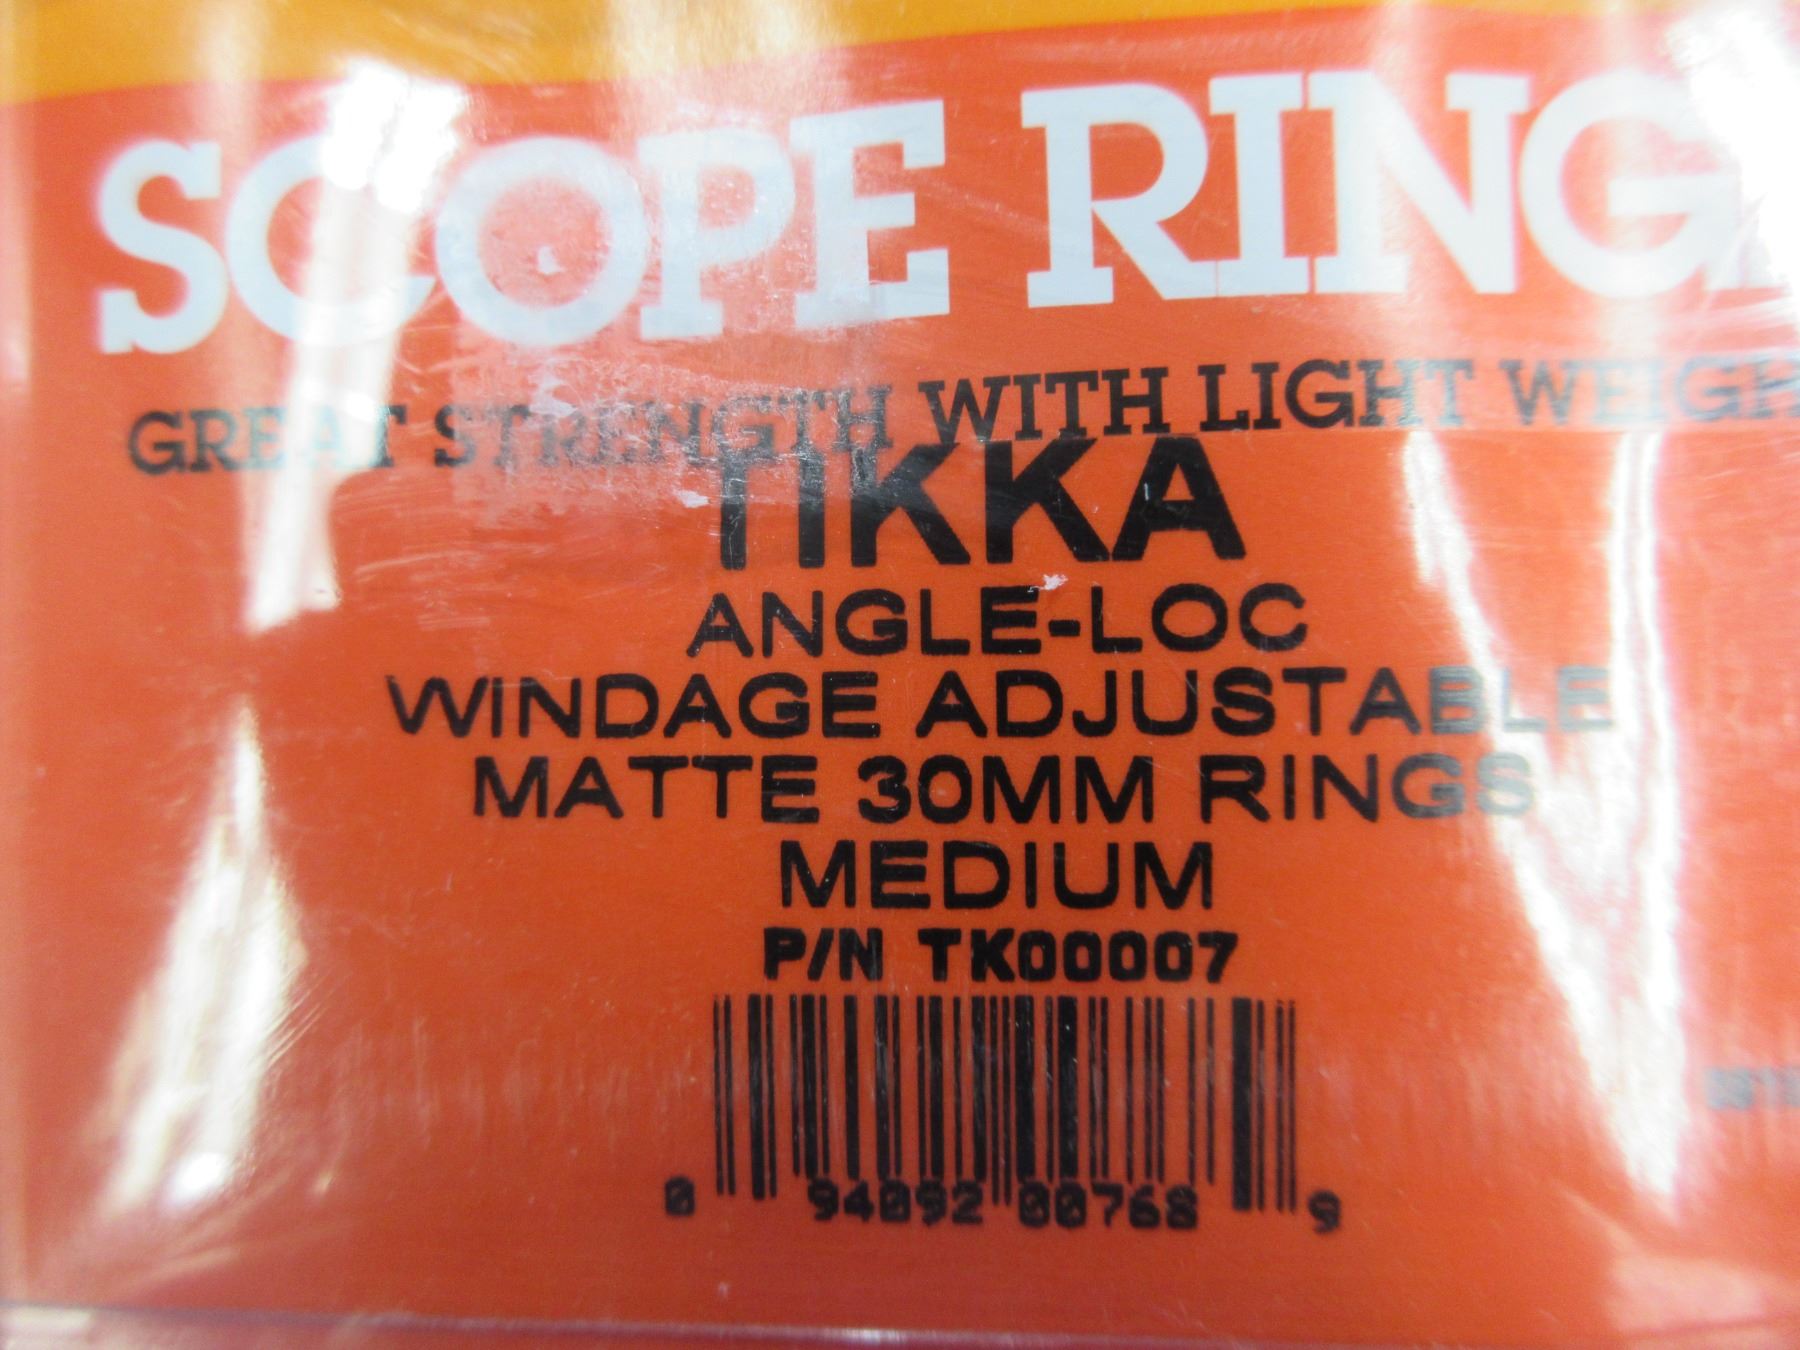 SCOPE RING
GREAT STRENGTH WITH LIGHT WEIGH
TIKKA
ANGLE-LOC
WINDAGE ADJUSTABLE
MATTE 30MM RINGS
MEDIUM
P/N TK00007
0 94092 00768 9